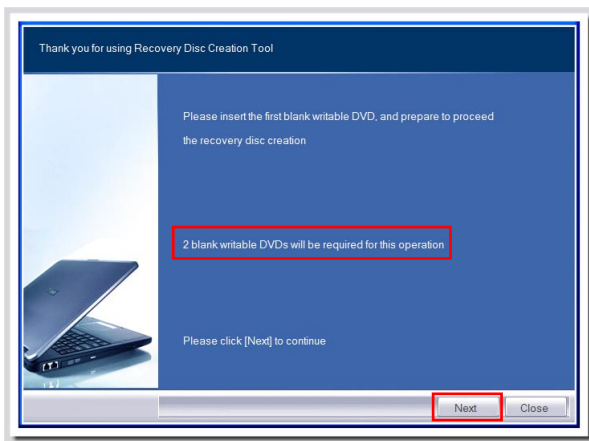 Thank you for using Recovery Disc Creation Tool
Please insert the first blank writable DVD, and prepare to proceed
the recovery disc creation
2 blank writable DVDs will be required for this operation
Please click [Next] to continue
Next
Close